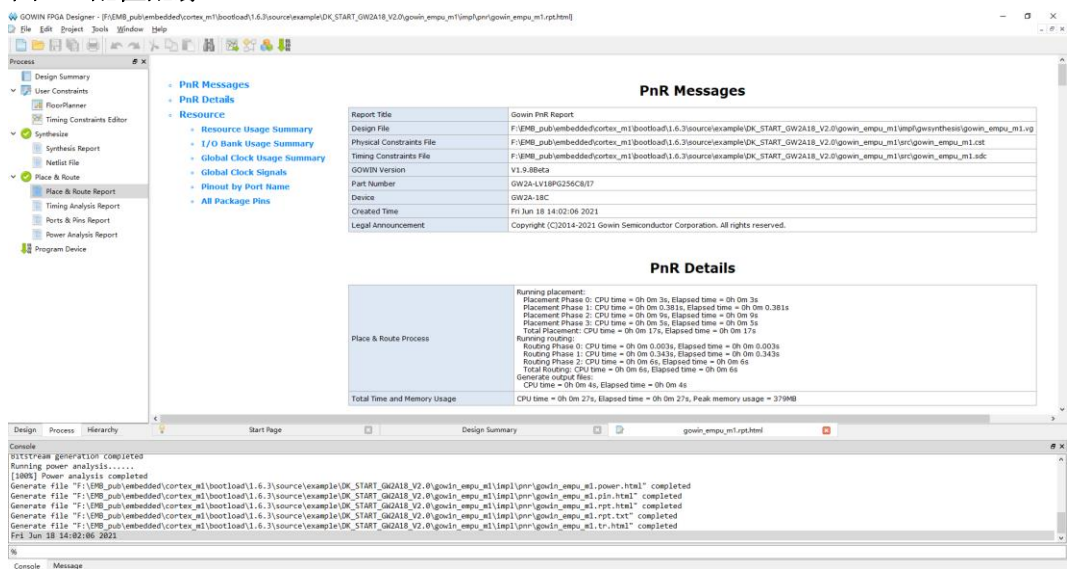 GOWIN FPGA Designer - [F:\EMB_pub\embedded\cortex_m1\bootload\1.6.3\source\example\DK_START_GW2A18_V2.0\gowin_empu_m1\impl\pnr\gowin_empu_m1.rpt.html]
File Edit Project Tools Window Help
Process
Design Summary
User Constraints
FloorPlanner
Timing Constraints Editor
Synthesize
Synthesis Report
Netlist File
Place & Route
Place & Route Report
Timing Analysis Report
Ports & Pins Report
Power Analysis Report
Program Device
PnR Messages
PnR Details
Resource
Resource Usage Summary
I/O Bank Usage Summary
Global Clock Usage Summary
Global Clock Signals
Pinout by Port Name
All Package Pins
PnR Messages
Report Title Gowin PnR Report
Design File F:\EMB_pub\embedded\cortex_m1\bootload\1.6.3\source\example\DK_START_GW2A18_V2.0\gowin_empu_m1\impl\gwsynthesis\gowin_empu_m1.vg
Physical Constraints File F:\EMB_pub\embedded\cortex_m1\bootload\1.6.3\source\example\DK_START_GW2A18_V2.0\gowin_empu_m1\src\gowin_empu_m1.cst
Timing Constraints File F:\EMB_pub\embedded\cortex_m1\bootload\1.6.3\source\example\DK_START_GW2A18_V2.0\gowin_empu_m1\src\gowin_empu_m1.sdc
GOWIN Version V1.9.8Beta
Part Number GW2A-LV18PG256C8/I7
Device GW2A-18C
Created Time Fri Jun 18 14:02:06 2021
Legal Announcement Copyright (C)2014-2021 Gowin Semiconductor Corporation. All rights reserved.
PnR Details
Place & Route Process
Running placement:
Placement Phase 0: CPU time = 0h 0m 3s, Elapsed time = 0h 0m 3s
Placement Phase 1: CPU time = 0h 0m 0.381s, Elapsed time = 0h 0m 0.381s
Placement Phase 2: CPU time = 0h 0m 9s, Elapsed time = 0h 0m 9s
Placement Phase 3: CPU time = 0h 0m 5s, Elapsed time = 0h 0m 5s
Total Placement: CPU time = 0h 0m 17s, Elapsed time = 0h 0m 17s
Running routing:
Routing Phase 0: CPU time = 0h 0m 0.003s, Elapsed time = 0h 0m 0.003s
Routing Phase 1: CPU time = 0h 0m 0.343s, Elapsed time = 0h 0m 0.343s
Routing Phase 2: CPU time = 0h 0m 6s, Elapsed time = 0h 0m 6s
Total Routing: CPU time = 0h 0m 6s, Elapsed time = 0h 0m 6s
Generate output files:
CPU time = 0h 0m 4s, Elapsed time = 0h 0m 4s
Total Time and Memory Usage CPU time = 0h 0m 27s, Elapsed time = 0h 0m 27s, Peak memory usage = 379MB
Design Process Hierarchy Start Page Design Summary gowin_empu_m1.rpt.html
Console
Bitstream generation completed
Running power analysis......
[100%] Power analysis completed
Generate file "F:\EMB_pub\embedded\cortex_m1\bootload\1.6.3\source\example\DK_START_GW2A18_V2.0\gowin_empu_m1\impl\pnr\gowin_empu_m1.power.html" completed
Generate file "F:\EMB_pub\embedded\cortex_m1\bootload\1.6.3\source\example\DK_START_GW2A18_V2.0\gowin_empu_m1\impl\pnr\gowin_empu_m1.pin.html" completed
Generate file "F:\EMB_pub\embedded\cortex_m1\bootload\1.6.3\source\example\DK_START_GW2A18_V2.0\gowin_empu_m1\impl\pnr\gowin_empu_m1.rpt.html" completed
Generate file "F:\EMB_pub\embedded\cortex_m1\bootload\1.6.3\source\example\DK_START_GW2A18_V2.0\gowin_empu_m1\impl\pnr\gowin_empu_m1.rpt.txt" completed
Generate file "F:\EMB_pub\embedded\cortex_m1\bootload\1.6.3\source\example\DK_START_GW2A18_V2.0\gowin_empu_m1\impl\pnr\gowin_empu_m1.tr.html" completed
Fri Jun 18 14:02:06 2021
%
Console Message